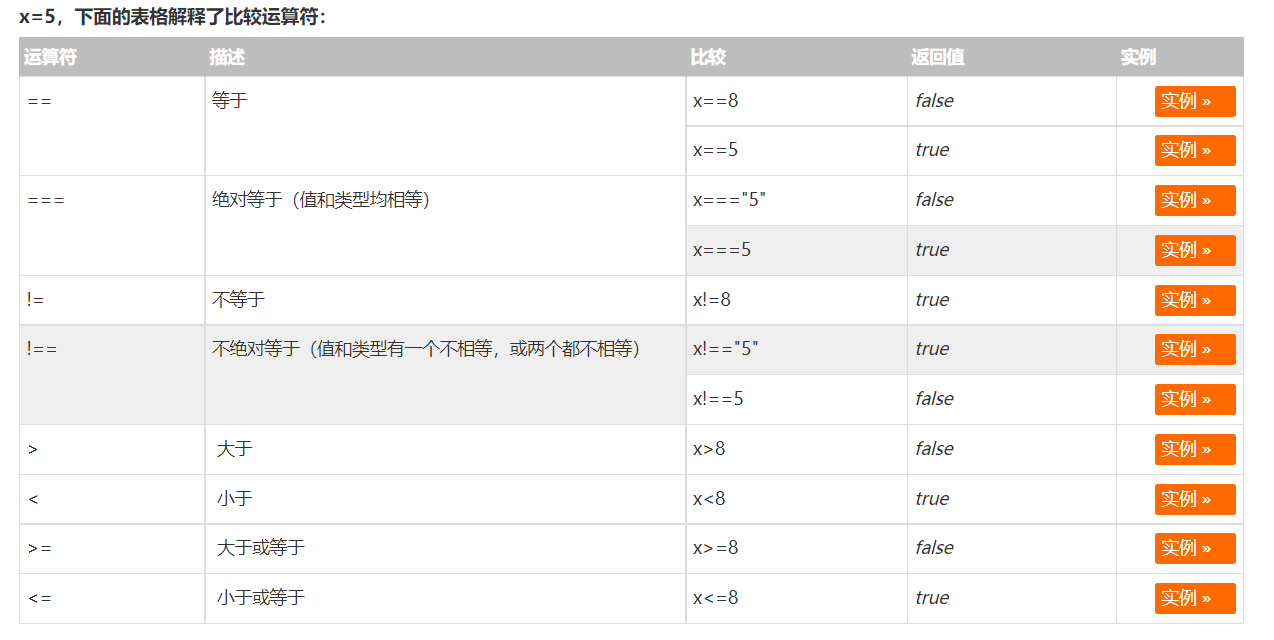 x=5，下面的表格解释了比较运算符：
运算符 描述 比较 返回值 实例
== 等于 x==8 false 实例 »
x==5 true 实例 »
=== 绝对等于（值和类型均相等） x==="5" false 实例 »
x===5 true 实例 »
!= 不等于 x!=8 true 实例 »
!== 不绝对等于（值和类型有一个不相等，或两个都不相等） x!=="5" true 实例 »
x!==5 false 实例 »
> 大于 x>8 false 实例 »
< 小于 x<8 true 实例 »
>= 大于或等于 x>=8 false 实例 »
<= 小于或等于 x<=8 true 实例 »